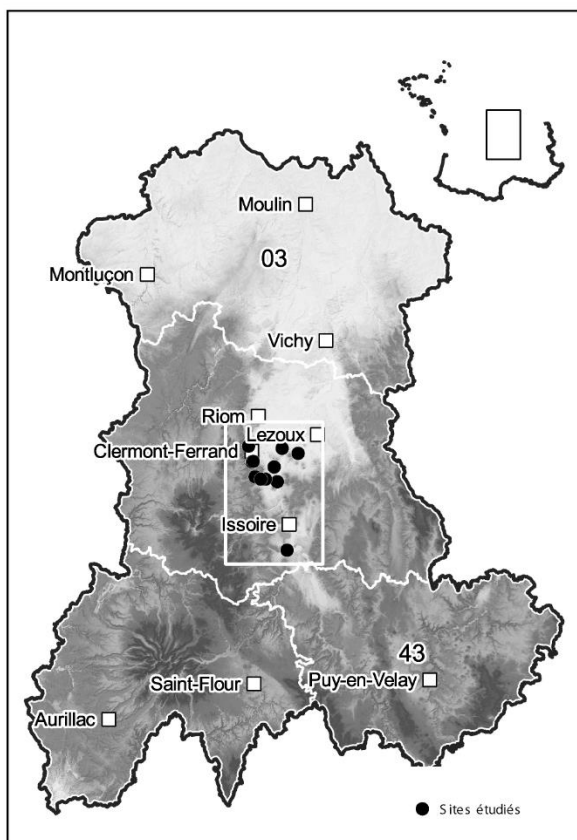 Moulin
03
Montluçon
Vichy
Riom
Lezoux
Clermont-Ferrand
Issoire
43
Saint-Flour
Puy-en-Velay
Aurillac
Sites étudiés